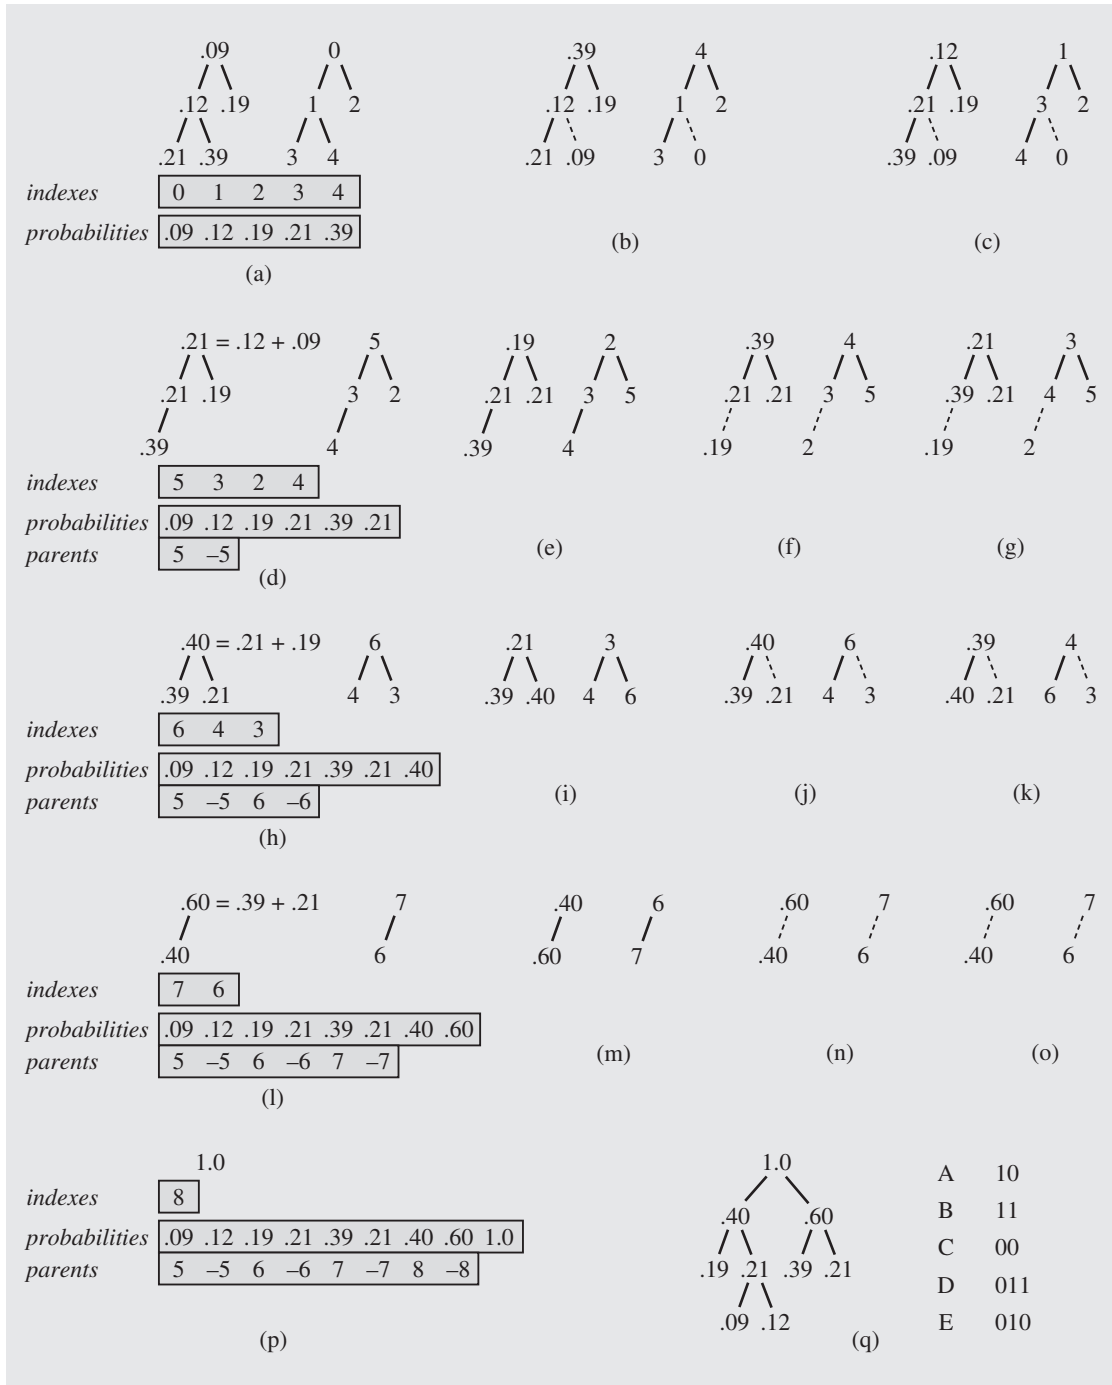 .09 0
.12 .19 1 2
.21 .39 3 4
indexes 0 1 2 3 4
probabilities .09 .12 .19 .21 .39
(a)
.39 4
.12 .19 1 2
.21 .09 3 0
(b)
.12 1
.21 .19 3 2
.39 .09 4 0
(c)
.21 = .12 + .09 5
.21 .19 3 2
.39 4
indexes 5 3 2 4
probabilities .09 .12 .19 .21 .39 .21
parents 5 –5
(d)
.19 2
.21 .21 3 5
.39 4
(e)
.39 4
.21 .21 3 5
.19 2
(f)
.21 3
.39 .21 4 5
.19 2
(g)
.40 = .21 + .19 6
.39 .21 4 3
indexes 6 4 3
probabilities .09 .12 .19 .21 .39 .21 .40
parents 5 –5 6 –6
(h)
.21 3
.39 .40 4 6
(i)
.40 6
.39 .21 4 3
(j)
.39 4
.40 .21 6 3
(k)
.60 = .39 + .21 7
.40 6
indexes 7 6
probabilities .09 .12 .19 .21 .39 .21 .40 .60
parents 5 –5 6 –6 7 –7
(l)
.40 6
.60 7
(m)
.60 7
.40 6
(n)
.60 7
.40 6
(o)
1.0
indexes 8
probabilities .09 .12 .19 .21 .39 .21 .40 .60 1.0
parents 5 –5 6 –6 7 –7 8 –8
(p)
1.0
.40 .60
.19 .21 .39 .21
.09 .12
(q)
A 10
B 11
C 00
D 011
E 010